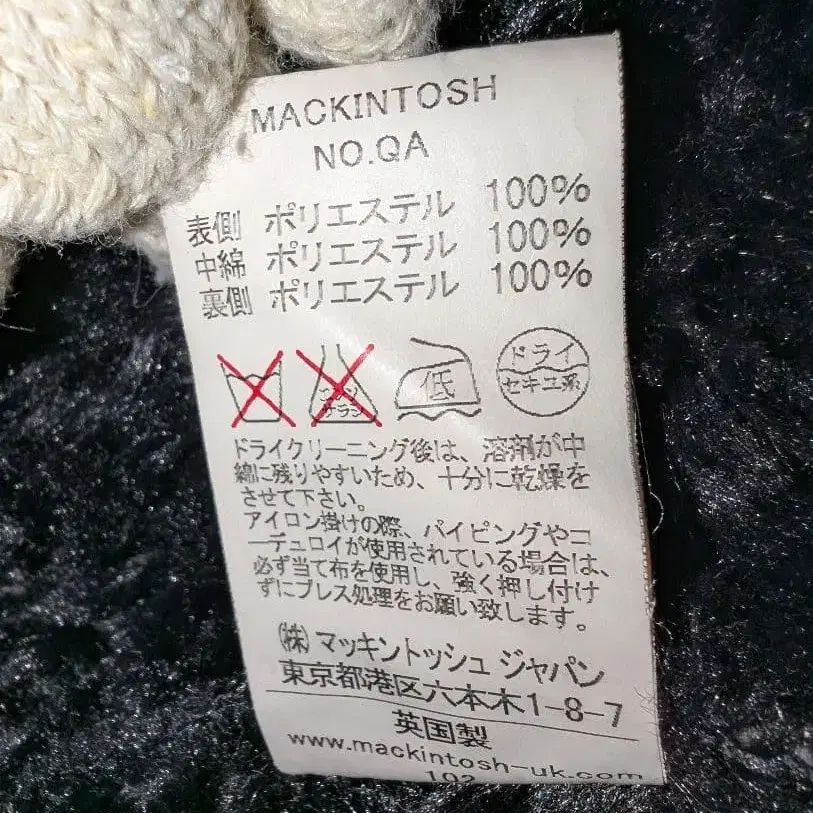 MACKINTOSH
NO.QA
表側 ポリエステル 100%
中綿 ポリエステル 100%
裏側 ポリエステル 100%
エンソ サラシ 低 ドライ セキユ系
ドライクリーニング後は、溶剤が中
綿に残りやすいため、十分に乾燥を
させて下さい。
アイロン掛けの際、パイピングやコ
ーデュロイが使用されている場合は、
必ず当て布を使用し、強く押し付け
ずにプレス処理をお願い致します。
㈱マッキントッシュ ジャパン
東京都港区六本木1-8-7
英国製
www.mackintosh-uk.com
102